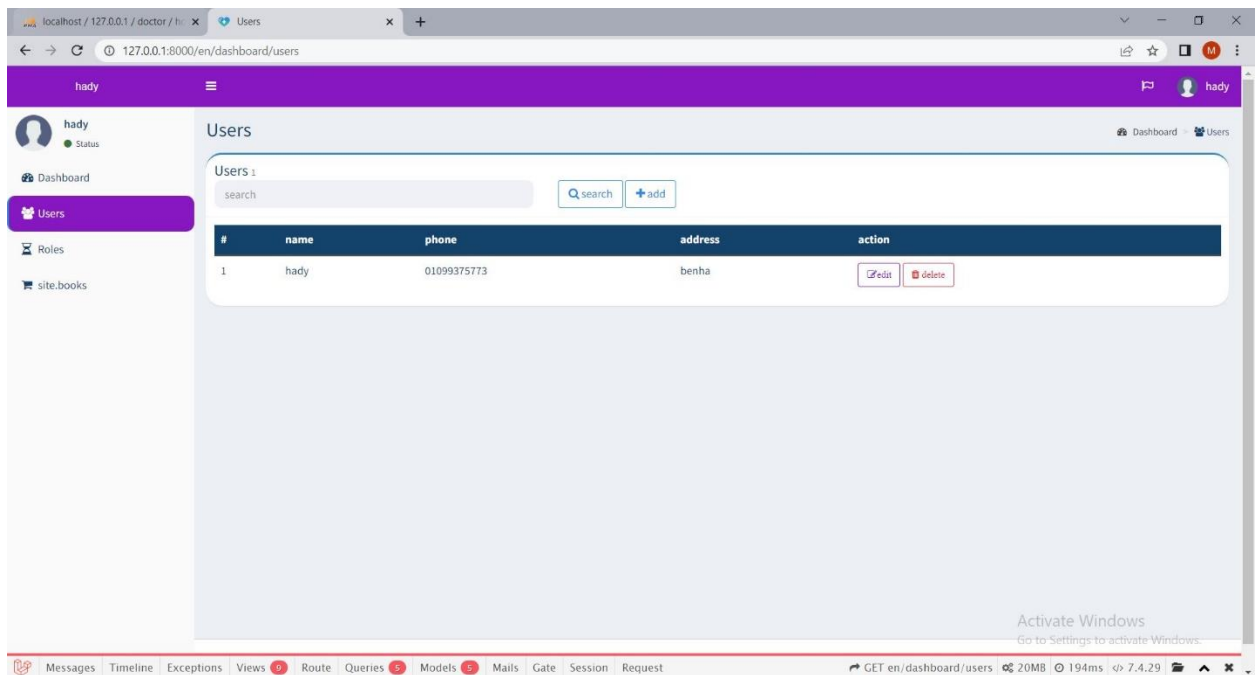 localhost / 127.0.0.1 / doctor / ho
Users
127.0.0.1:8000/en/dashboard/users
M
hady
hady
hady
Status
Dashboard
Users
Roles
site.books
Users
Dashboard > Users
Users 1
search
search
add
# name phone address action
1 hady 01099375773 benha edit delete
Activate Windows
Go to Settings to activate Windows.
Messages Timeline Exceptions Views 9 Route Queries 5 Models 5 Mails Gate Session Request GET en/dashboard/users 20MB 194ms 7.4.29